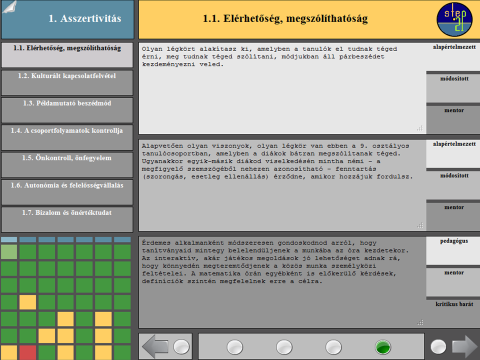 1. Asszertivitás
1.1. Elérhetőség, megszólíthatóság
step
21
1.1. Elérhetőség, megszólíthatóság
1.2. Kulturált kapcsolatfelvétel
1.3. Példamutató beszédmód
1.4. A csoportfolyamatok kontrollja
1.5. Önkontroll, önfegyelem
1.6. Autonómia és felelősségvállalás
1.7. Bizalom és önértéktudat
Olyan légkört alakítasz ki, amelyben a tanulók el tudnak téged
érni, meg tudnak téged szólítani, módjukban áll párbeszédet
kezdeményezni veled.
alapértelmezett
módosított
mentor
Alapvetően olyan viszonyok, olyan légkör van ebben a 9. osztályos
tanulócsoportban, amelyben a diákok bátran megszólítanak téged.
Ugyanakkor egyik-másik diákod viselkedésén mintha némi - a
megfigyelő szemszögéből nehezen azonosítható - fenntartás
(szorongás, esetleg ellenállás) érződne, amikor hozzájuk fordulsz.
alapértelmezett
módosított
mentor
Érdemes alkalmanként módszeresen gondoskodnod arról, hogy
tanítványaid mintegy belelendüljenek a munkába az óra kezdetekor.
Az interaktív, akár játékos megoldások jó lehetőséget adnak rá,
hogy könnyedén megteremtődjenek a közös munka személyközi
feltételei. A matematika órán egyébként is előkerülő kérdések,
definíciók szintén megfelelnek erre a célra.
pedagógus
mentor
kritikus barát